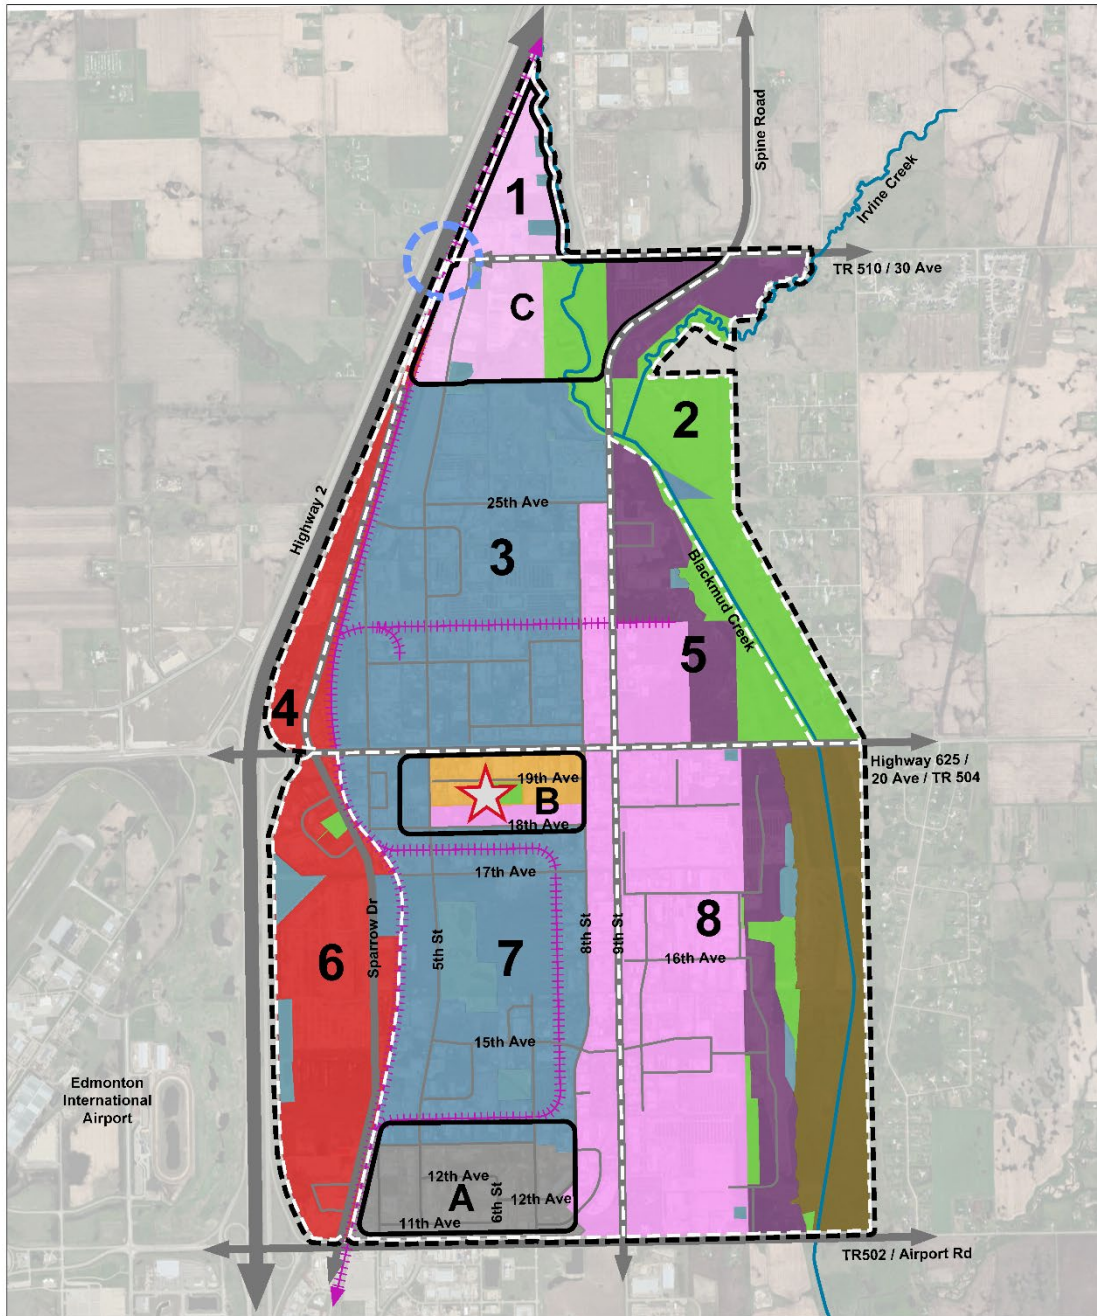 Spine Road
Irvine Creek
1
TR 510 / 30 Ave
C
2
Highway 2
25th Ave
3
Blackmud Creek
5
4
Highway 625 /
20 Ave / TR 504
19th Ave
B
18th Ave
17th Ave
8th St
9th St
8
6
Sparrow Dr
5th St
7
16th Ave
15th Ave
Edmonton
International
Airport
12th Ave
A
6th St
12th Ave
11th Ave
TR502 / Airport Rd